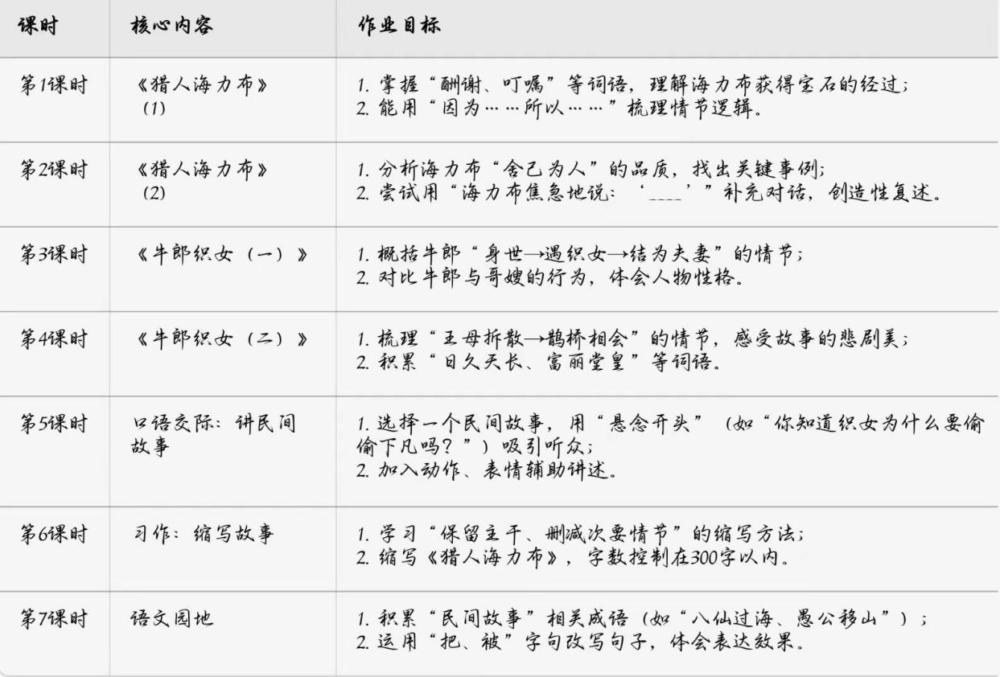 课时 核心内容 作业目标
第1课时 《猎人海力布》 1. 掌握“酬谢、叮嘱”等词语，理解海力布获得宝石的经过；
（1） 2. 能用“因为……所以……”梳理情节逻辑。
第2课时 《猎人海力布》 1. 分析海力布“舍己为人”的品质，找出关键事例；
（2） 2. 尝试用“海力布焦急地说：‘____’”补充对话，创造性复述。
第3课时 《牛郎织女（一）》 1. 概括牛郎“身世→遇织女→结为夫妻”的情节；
2. 对比牛郎与哥嫂的行为，体会人物性格。
第4课时 《牛郎织女（二）》 1. 梳理“王母拆散→鹊桥相会”的情节，感受故事的悲剧美；
2. 积累“日久天长、富丽堂皇”等词语。
第5课时 口语交际：讲民间 1. 选择一个民间故事，用“悬念开头”（如“你知道织女为什么要偷
故事 偷下凡吗？”）吸引听众；
2. 加入动作、表情辅助讲述。
第6课时 习作：缩写故事 1. 学习“保留主干、删减次要情节”的缩写方法；
2. 缩写《猎人海力布》，字数控制在300字以内。
第7课时 语文园地 1. 积累“民间故事”相关成语（如“八仙过海、愚公移山”）；
2. 运用“把、被”字句改写句子，体会表达效果。